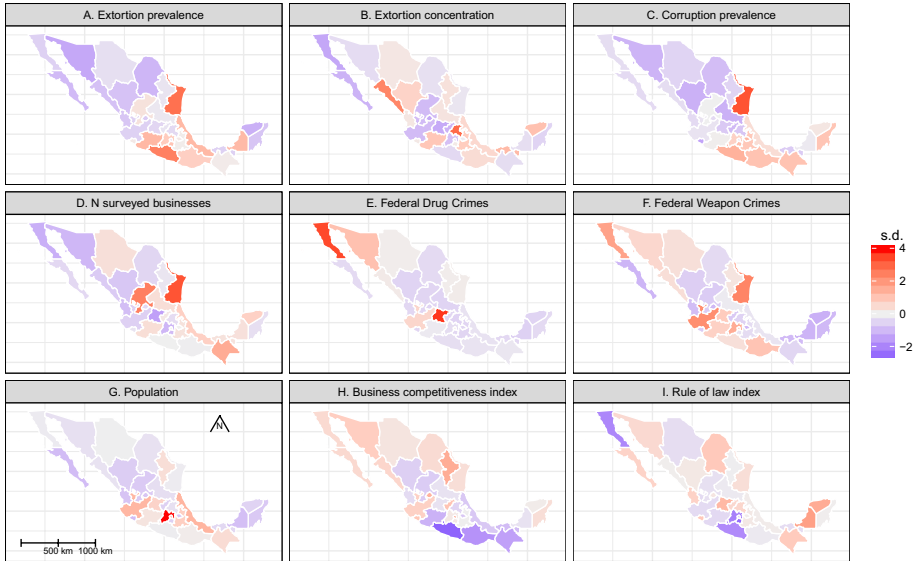 A. Extortion prevalence
B. Extortion concentration
C. Corruption prevalence
D. N surveyed businesses
E. Federal Drug Crimes
F. Federal Weapon Crimes
s.d.
4
2
0
−2
G. Population
H. Business competitiveness index
I. Rule of law index
N
500 km 1000 km